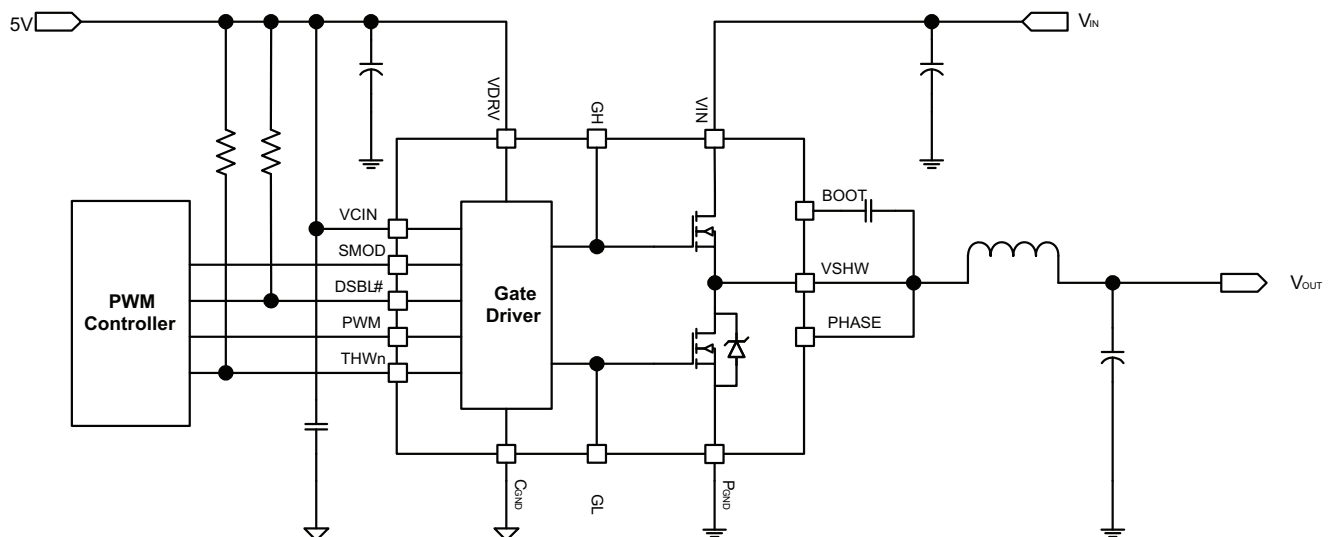 5V
VIN
VDRV
GH
VIN
BOOT
VCIN
SMOD
DSBL#
PWM
THWn
PWM
Controller
Gate
Driver
VSHW
PHASE
VOUT
CGND
GL
PGND